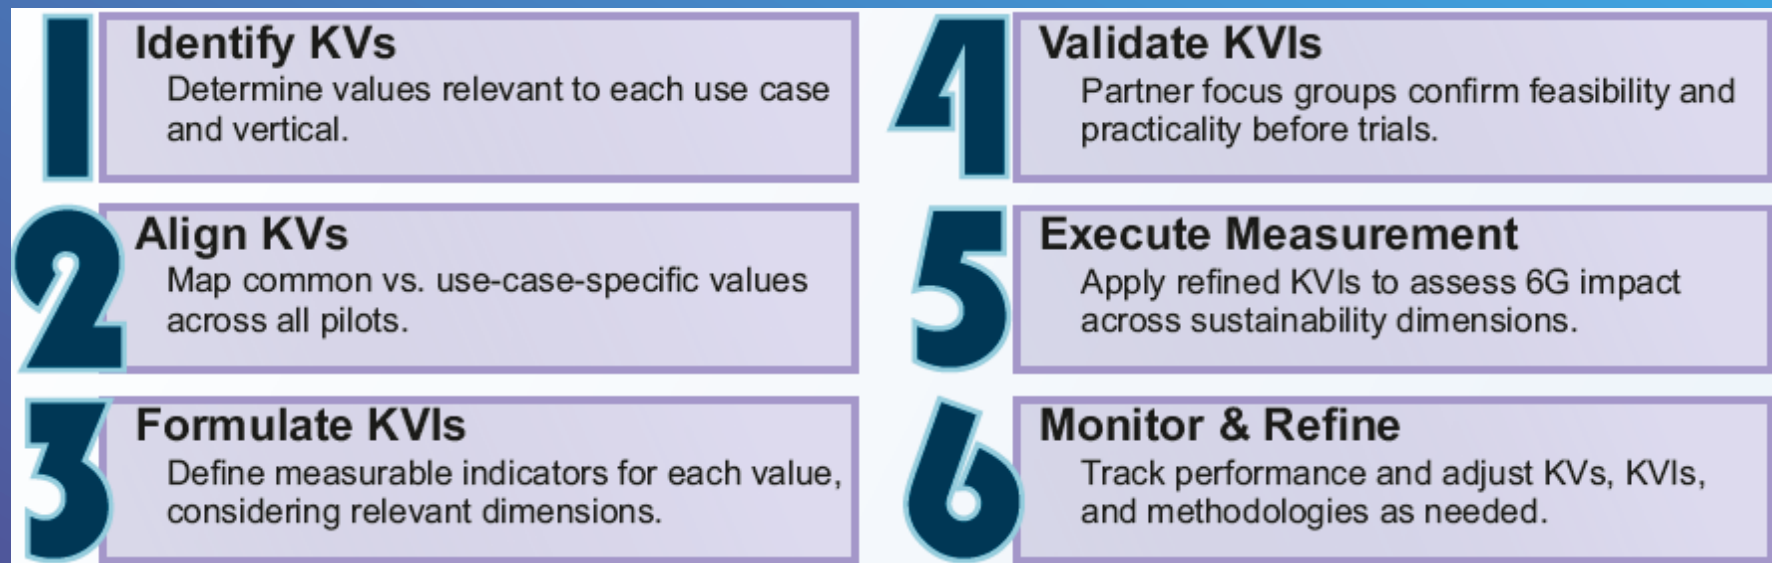 1
Identify KVs
Determine values relevant to each use case
and vertical.
2
Align KVs
Map common vs. use-case-specific values
across all pilots.
3
Formulate KVIs
Define measurable indicators for each value,
considering relevant dimensions.
4
Validate KVIs
Partner focus groups confirm feasibility and
practicality before trials.
5
Execute Measurement
Apply refined KVIs to assess 6G impact
across sustainability dimensions.
6
Monitor & Refine
Track performance and adjust KVs, KVIs,
and methodologies as needed.